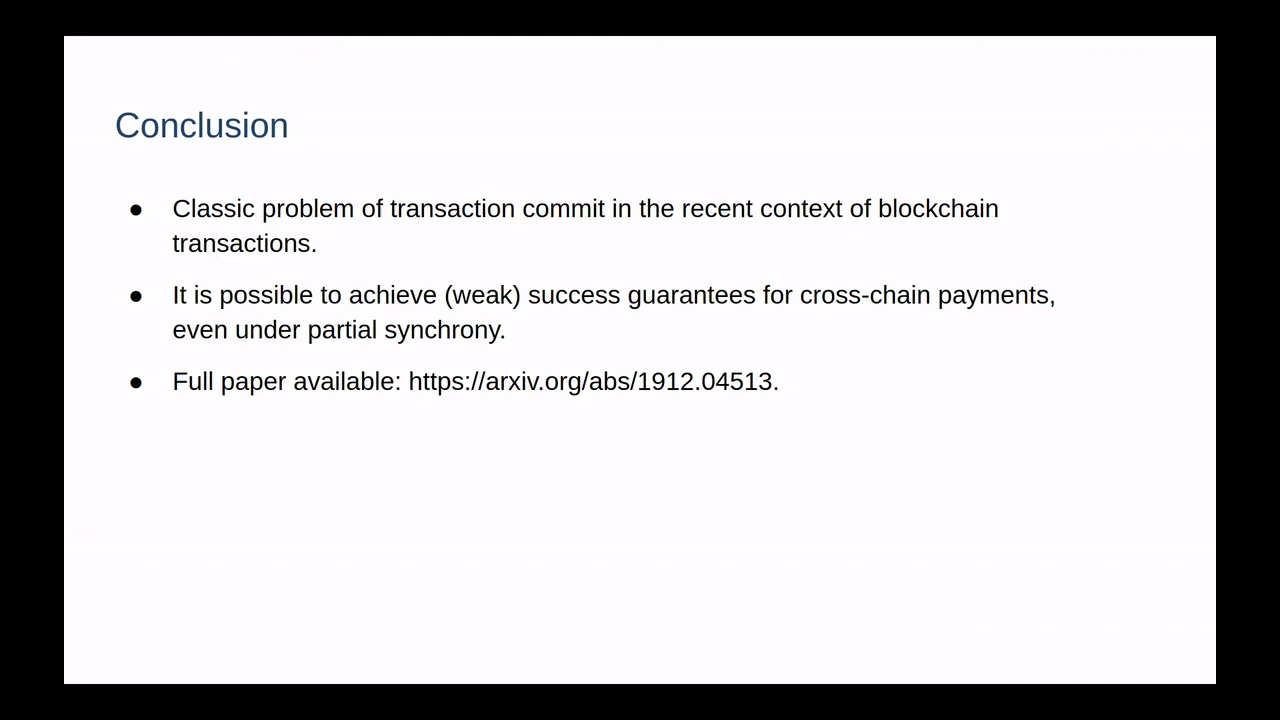 Conclusion
● Classic problem of transaction commit in the recent context of blockchain
transactions.
● It is possible to achieve (weak) success guarantees for cross-chain payments,
even under partial synchrony.
● Full paper available: https://arxiv.org/abs/1912.04513.